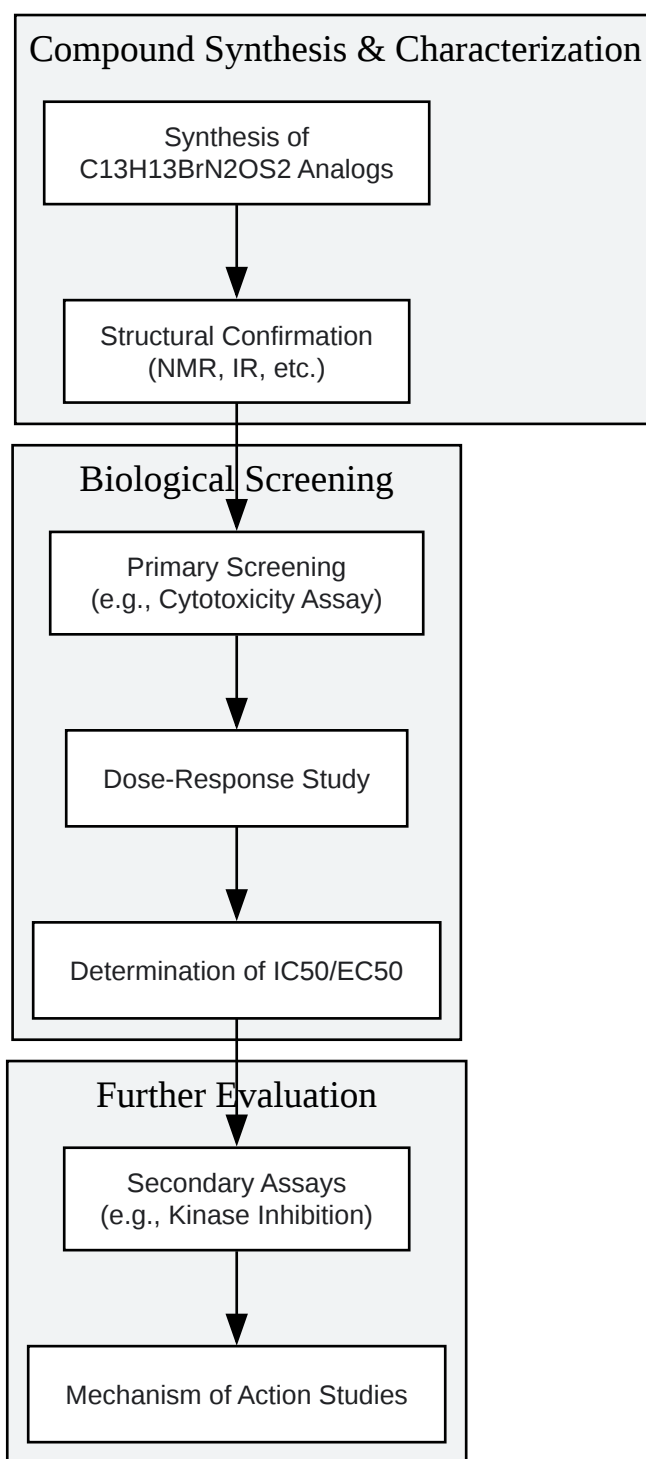 Compound Synthesis & Characterization
Synthesis of
C13H13BrN2OS2 Analogs
Structural Confirmation
(NMR, IR, etc.)
Biological Screening
Primary Screening
(e.g., Cytotoxicity Assay)
Dose-Response Study
Determination of IC50/EC50
Further Evaluation
Secondary Assays
(e.g., Kinase Inhibition)
Mechanism of Action Studies